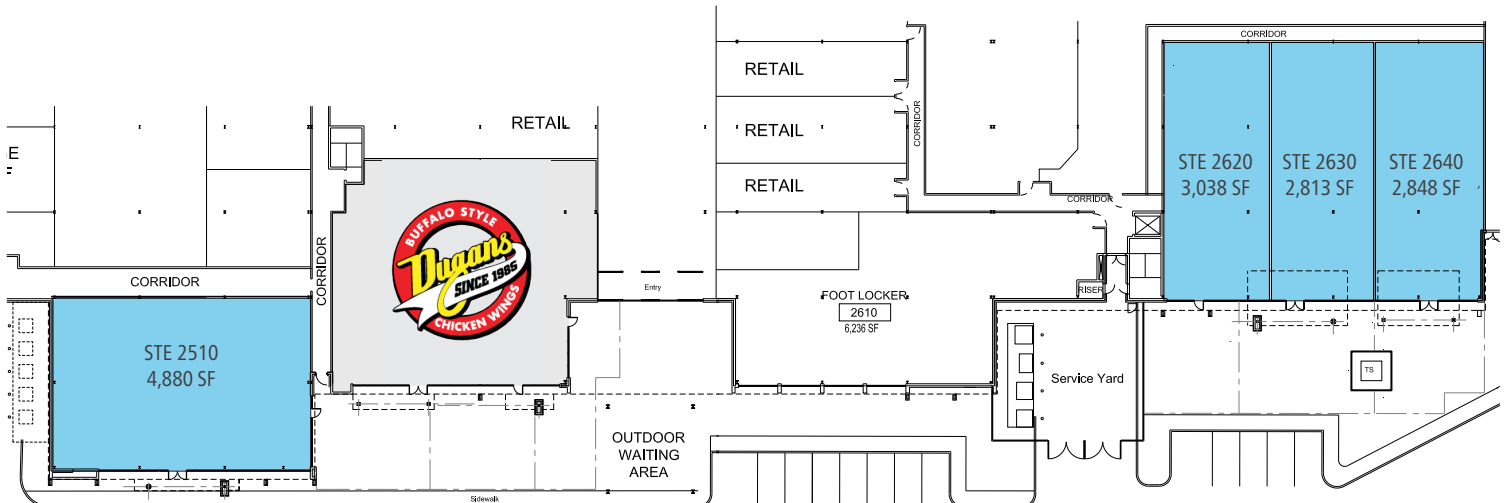 CORRIDOR
RETAIL
RETAIL
RETAIL
RETAIL
CORRIDOR
E
CORRIDOR
CORRIDOR
CORRIDOR
BUFFALO STYLE
Dugans
SINCE 1985
CHICKEN WINGS
Entry
FOOT LOCKER
2610
6,236 SF
CORRIDOR
RISER
STE 2620
3,038 SF
STE 2630
2,813 SF
STE 2640
2,848 SF
STE 2510
4,880 SF
Service Yard
TS
OUTDOOR
WAITING
AREA
Sidewalk